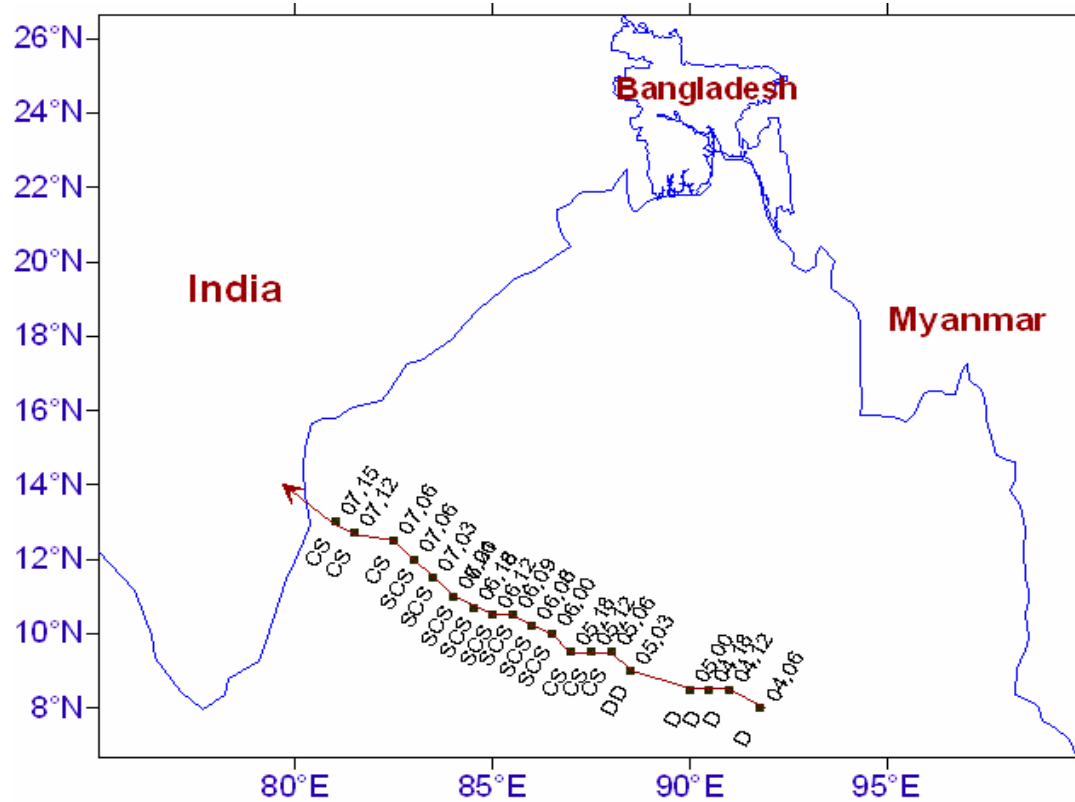 26°N
Bangladesh
24°N
22°N
20°N
India
Myanmar
18°N
16°N
14°N
12°N
10°N
8°N
07,15
07,12
07,06
07,06
07,03
06,18
06,12
06,09
06,08
06,00
05,18
05,12
05,06
05,03
05,00
04,18
04,12
04,06
CS
CS
CS
SCS
SCS
SCS
SCS
SCS
SCS
SCS
SCS
CS
CS
CS
DD
D
D
D
D
80°E
85°E
90°E
95°E